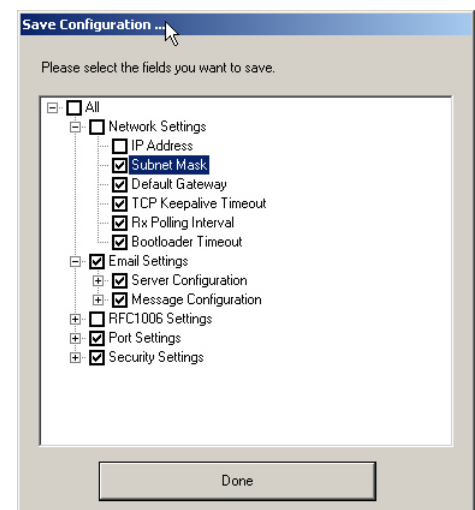 Save Configuration ...
Please select the fields you want to save.
All
Network Settings
IP Address
Subnet Mask
Default Gateway
TCP Keepalive Timeout
Rx Polling Interval
Bootloader Timeout
Email Settings
Server Configuration
Message Configuration
RFC1006 Settings
Port Settings
Security Settings
Done